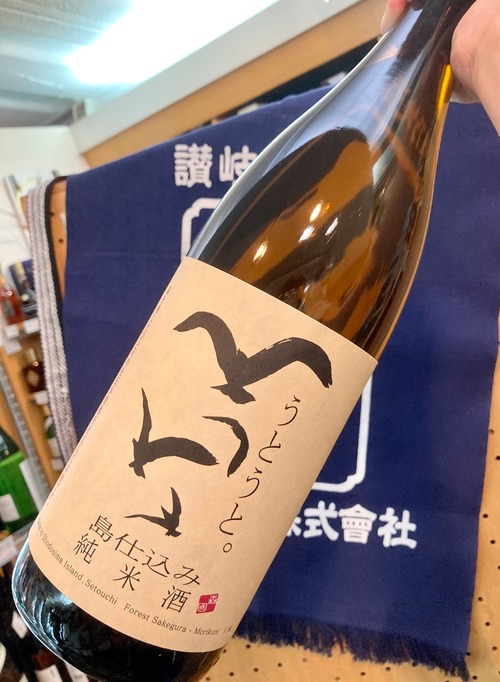 讃岐
株式會社
うとうと。
島仕込み
純米酒
Shodosima Island, Setouchi Forest Sakegura - Morikuni